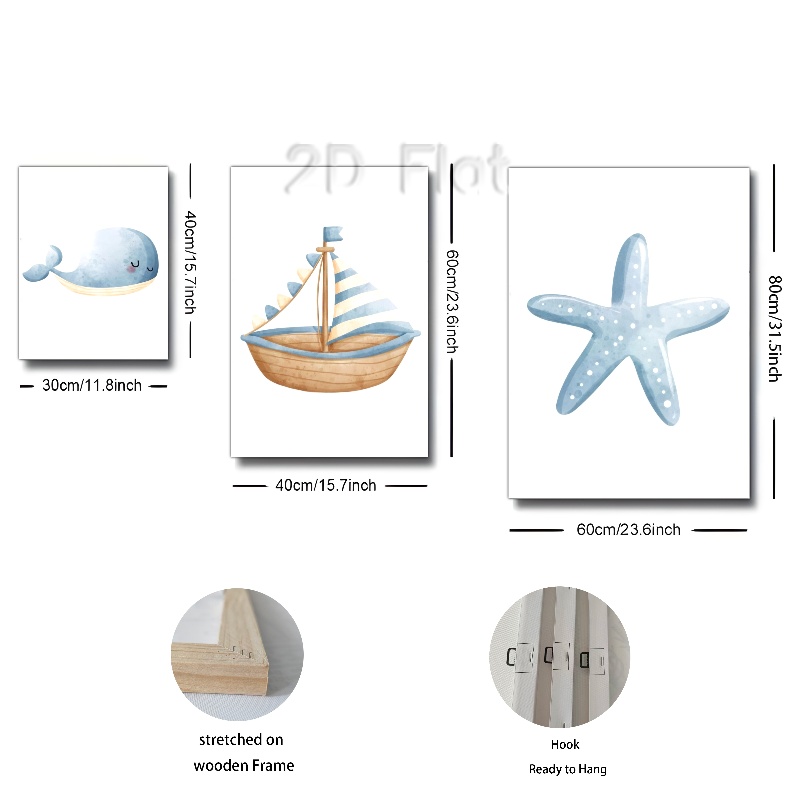 2D Flat
40cm/15.7inch
30cm/11.8inch
60cm/23.6inch
40cm/15.7inch
80cm/31.5inch
60cm/23.6inch
stretched on
wooden Frame
Hook
Ready to Hang